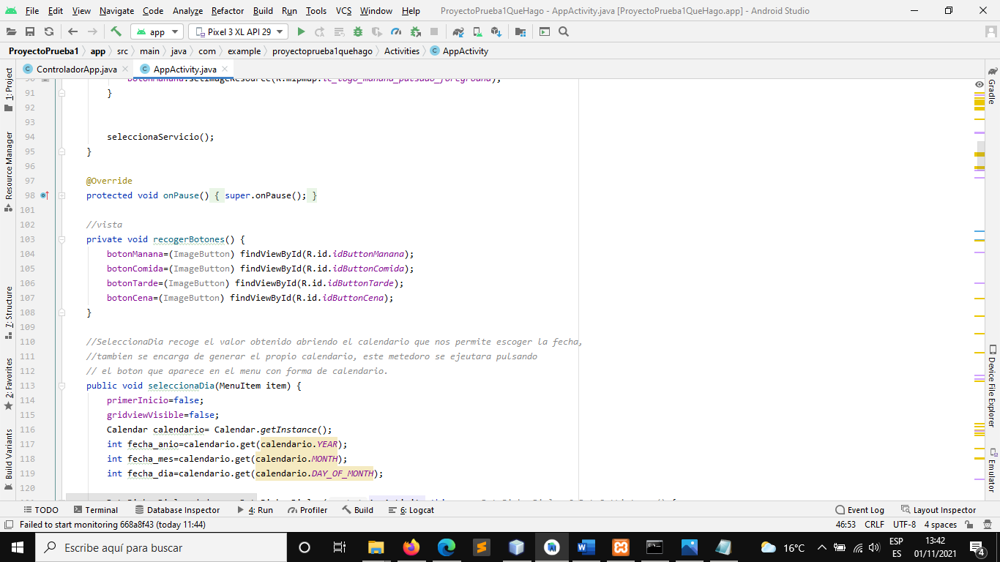 File Edit View Navigate Code Analyze Refactor Build Run Tools VCS Window Help ProyectoPrueba1QueHago - AppActivity.java [ProyectoPrueba1QueHago.app] - Android Studio
app Pixel 3 XL API 29
ProyectoPrueba1 app src main java com example proyectoprueba1quehago Activities AppActivity
ControladorApp.java AppActivity.java
1: Project
Resource Manager
7: Structure
2: Favorites
Build Variants
90 botonManana.setImageResource(R.mipmap.ic_logo_manana_pulsado_foreground);
91 }
92
93
94 seleccionaServicio();
95 }
96
97 @Override
98 protected void onPause() { super.onPause(); }
101
102 //vista
103 private void recogerBotones() {
104 botonManana=(ImageButton) findViewById(R.id.idButtonManana);
105 botonComida=(ImageButton) findViewById(R.id.idButtonComida);
106 botonTarde=(ImageButton) findViewById(R.id.idButtonTarde);
107 botonCena=(ImageButton) findViewById(R.id.idButtonCena);
108 }
109
110 //SeleccionaDia recoge el valor obtenido abriendo el calendario que nos permite escoger la fecha,
111 //tambien se encarga de generar el propio calendario, este metedoro se ejeutara pulsando
112 // el boton que aparece en el menu con forma de calendario.
113 public void seleccionaDia(MenuItem item) {
114 primerInicio=false;
115 gridviewVisible=false;
116 Calendar calendario= Calendar.getInstance();
117 int fecha_anio=calendario.get(calendario.YEAR);
118 int fecha_mes=calendario.get(calendario.MONTH);
119 int fecha_dia=calendario.get(calendario.DAY_OF_MONTH);
120
Gradle
Device File Explorer
Emulator
TODO Terminal Database Inspector 4: Run Profiler Build 6: Logcat Event Log Layout Inspector
Failed to start monitoring 668a8f43 (today 11:44) 46:53 CRLF UTF-8 4 spaces
Escribe aquí para buscar 16°C ESP ES 13:42 01/11/2021 4